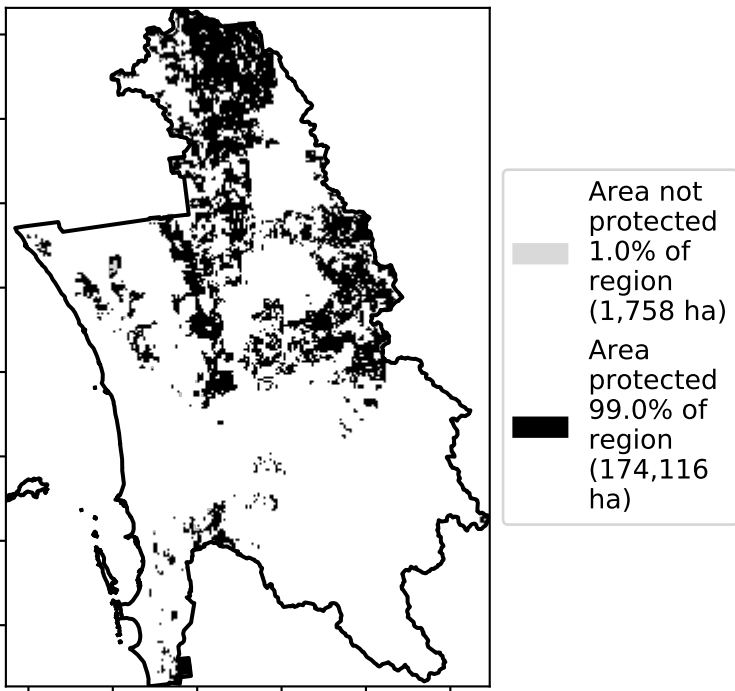 Area not
protected
1.0% of
region
(1,758 ha)
Area
protected
99.0% of
region
(174,116
ha)